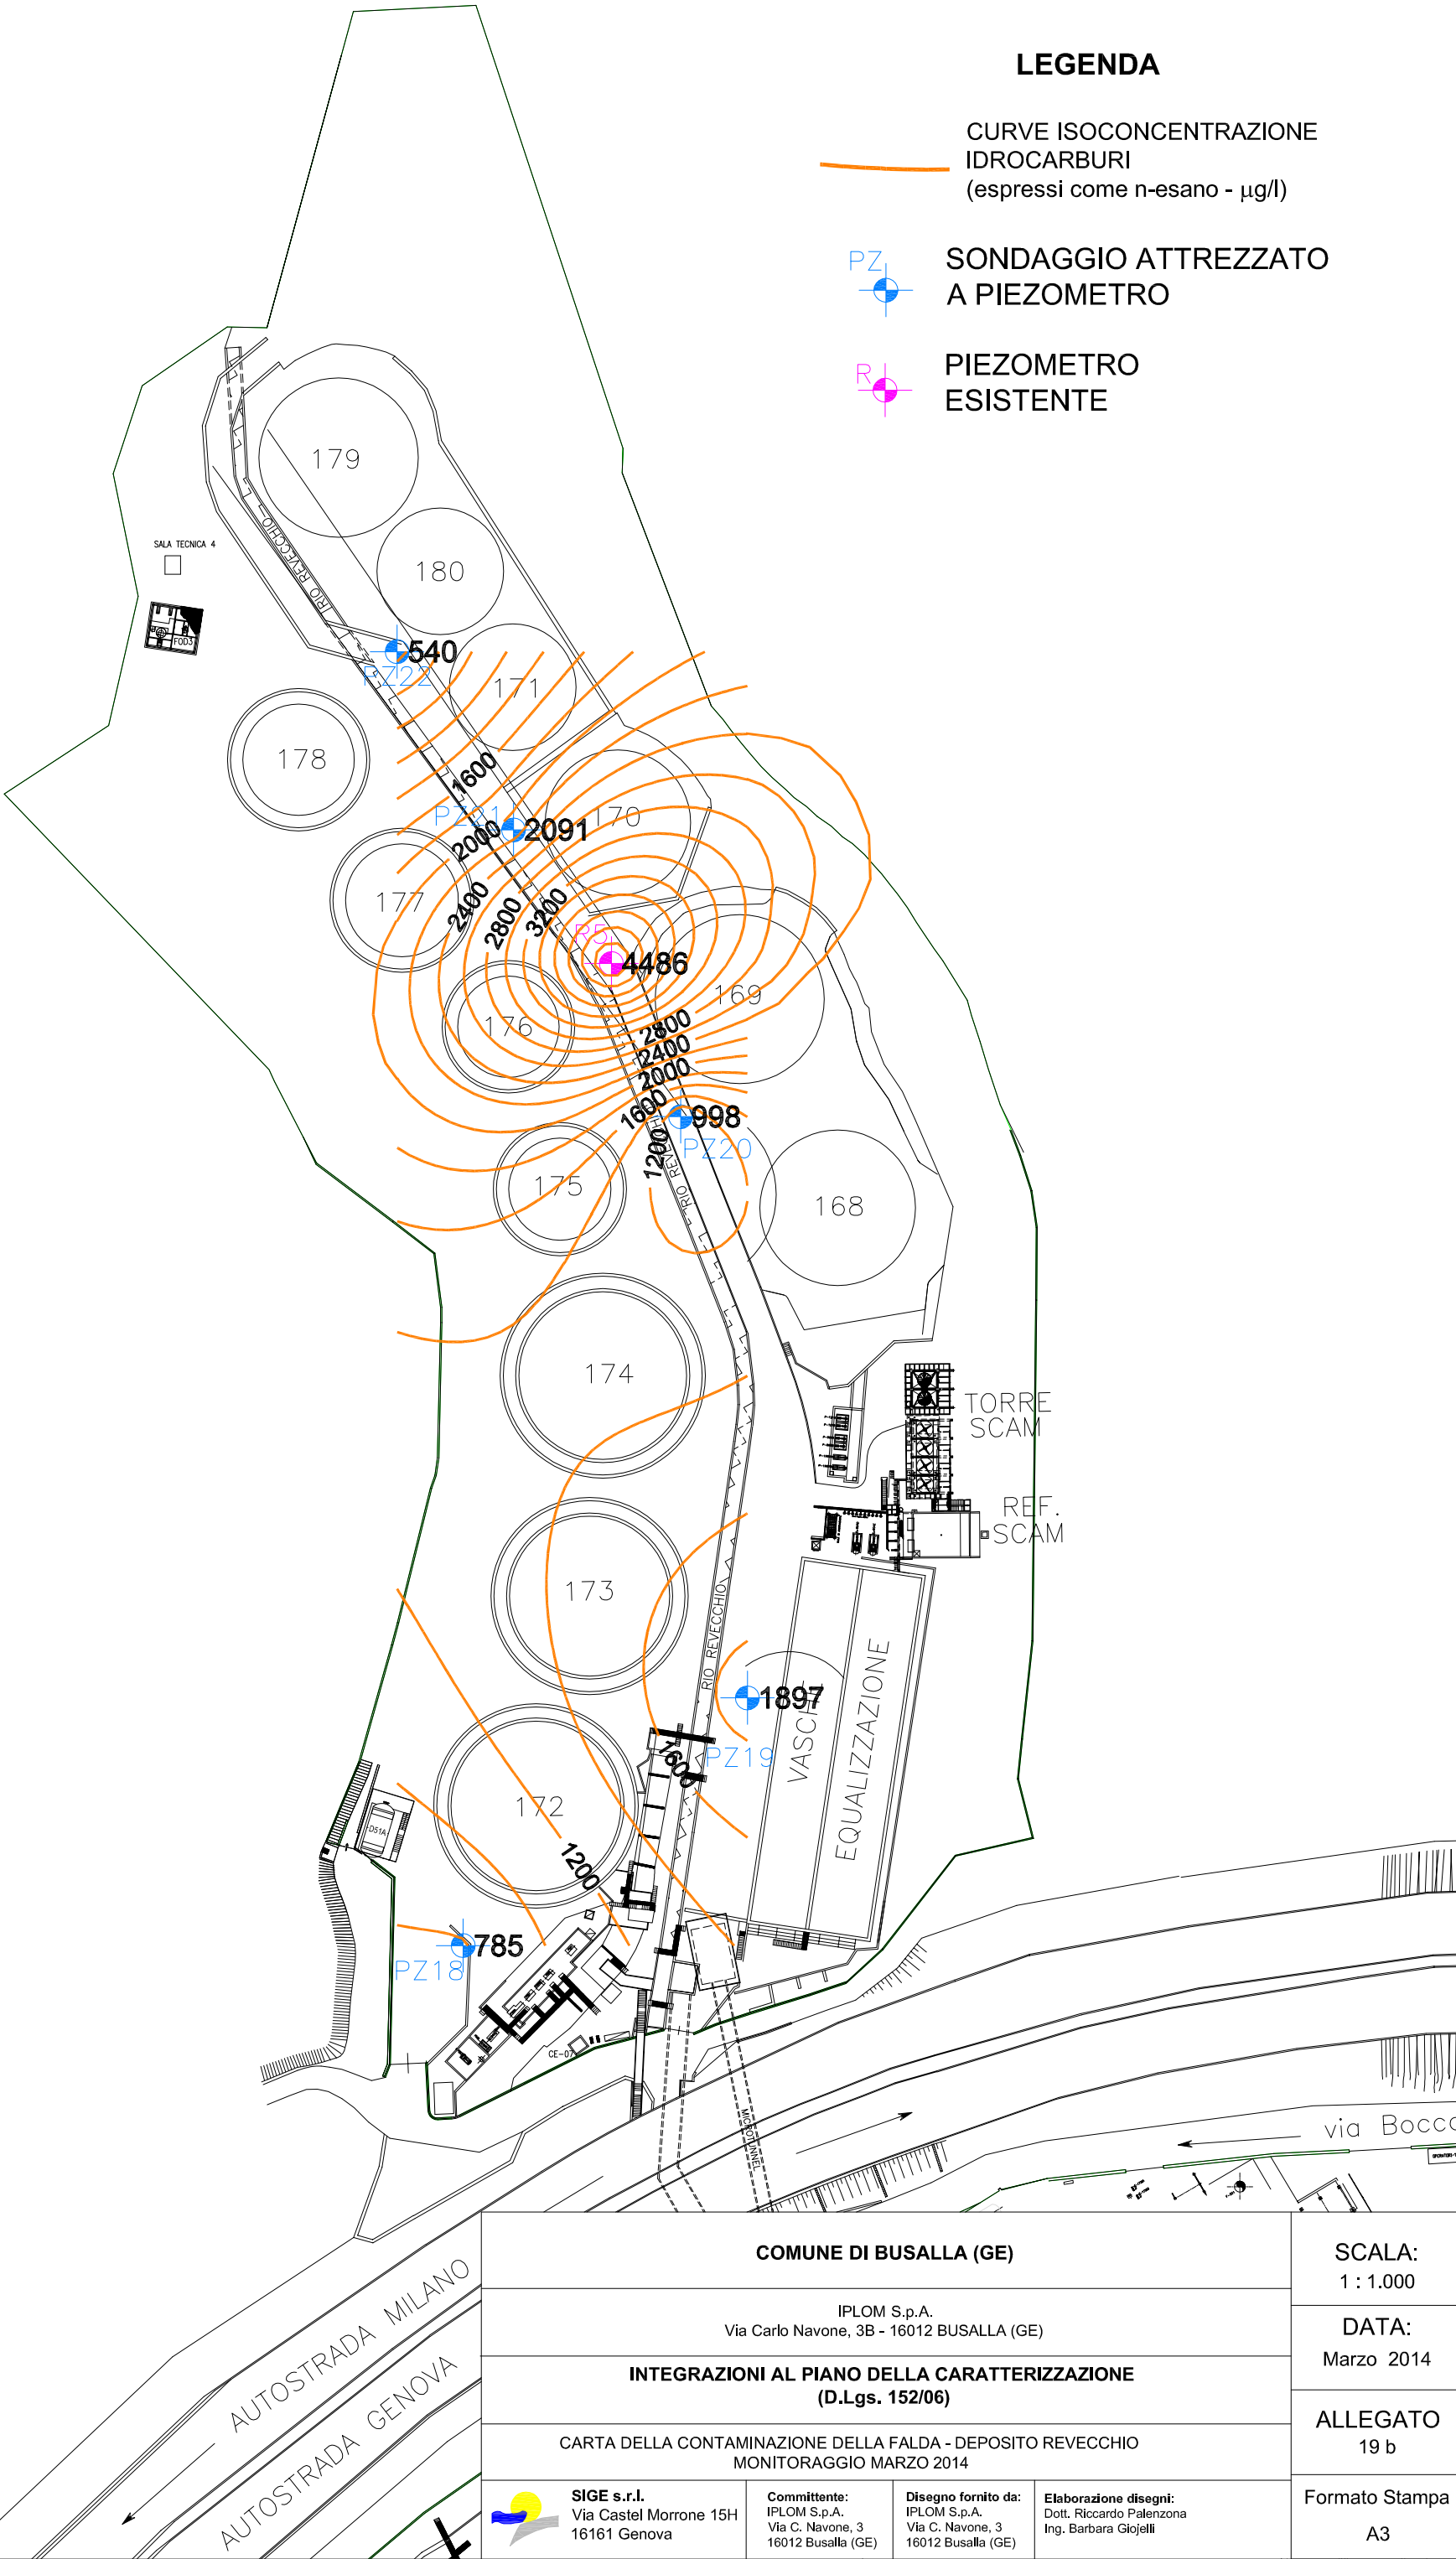 LEGENDA
CURVE ISOCONCENTRAZIONE
IDROCARBURI
(espressi come n-esano - μg/l)
PZ
SONDAGGIO ATTREZZATO
A PIEZOMETRO
R
PIEZOMETRO
ESISTENTE
179
SALA TECNICA 4
RIO REVECCHIO
180
FOD3
540
PZ22
171
178
1600
PZ21
2091
170
2000
177
2400
2800
3200
R5
4486
169
176
2800
2400
2000
1600
998
1200
PZ20
RIO REVECCHIO
175
168
174
TORRE
SCAM
REF.
SCAM
173
RIO REVECCHIO
1897
PZ19
VASCHE
EQUALIZZAZIONE
1600
172
D51A
1200
785
PZ18
CE-07
MICROTUNNEL
via Bocco
AUTOSTRADA MILANO
AUTOSTRADA GENOVA
COMUNE DI BUSALLA (GE)
SCALA:
1 : 1.000
IPLOM S.p.A.
Via Carlo Navone, 3B - 16012 BUSALLA (GE)
DATA:
Marzo 2014
INTEGRAZIONI AL PIANO DELLA CARATTERIZZAZIONE
(D.Lgs. 152/06)
ALLEGATO
19 b
CARTA DELLA CONTAMINAZIONE DELLA FALDA - DEPOSITO REVECCHIO
MONITORAGGIO MARZO 2014
SIGE s.r.l.
Via Castel Morrone 15H
16161 Genova
Committente:
IPLOM S.p.A.
Via C. Navone, 3
16012 Busalla (GE)
Disegno fornito da:
IPLOM S.p.A.
Via C. Navone, 3
16012 Busalla (GE)
Elaborazione disegni:
Dott. Riccardo Palenzona
Ing. Barbara Giojelli
Formato Stampa
A3